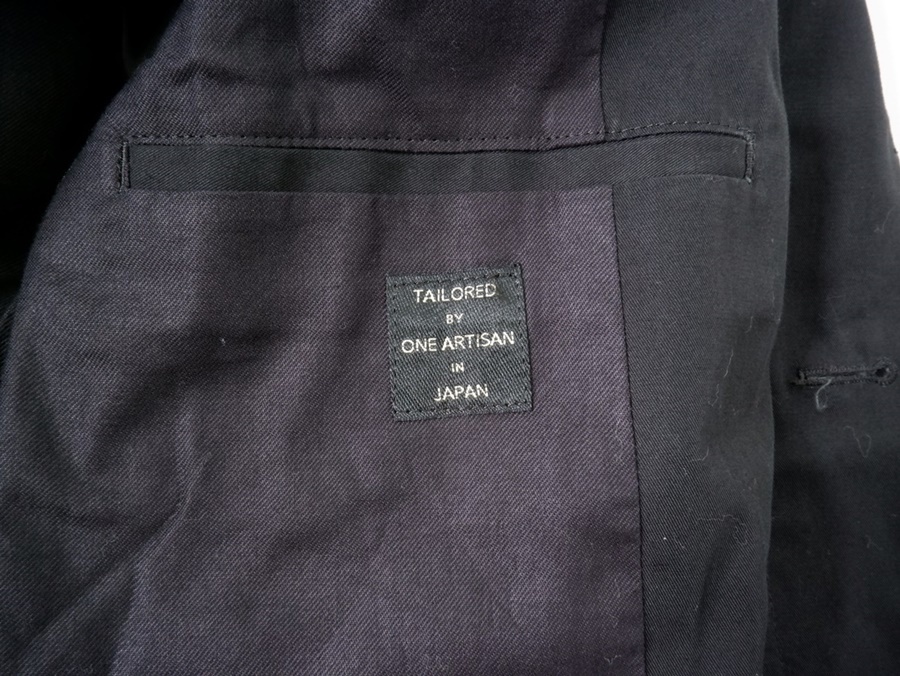 TAILORED
BY
ONE ARTISAN
IN
JAPAN